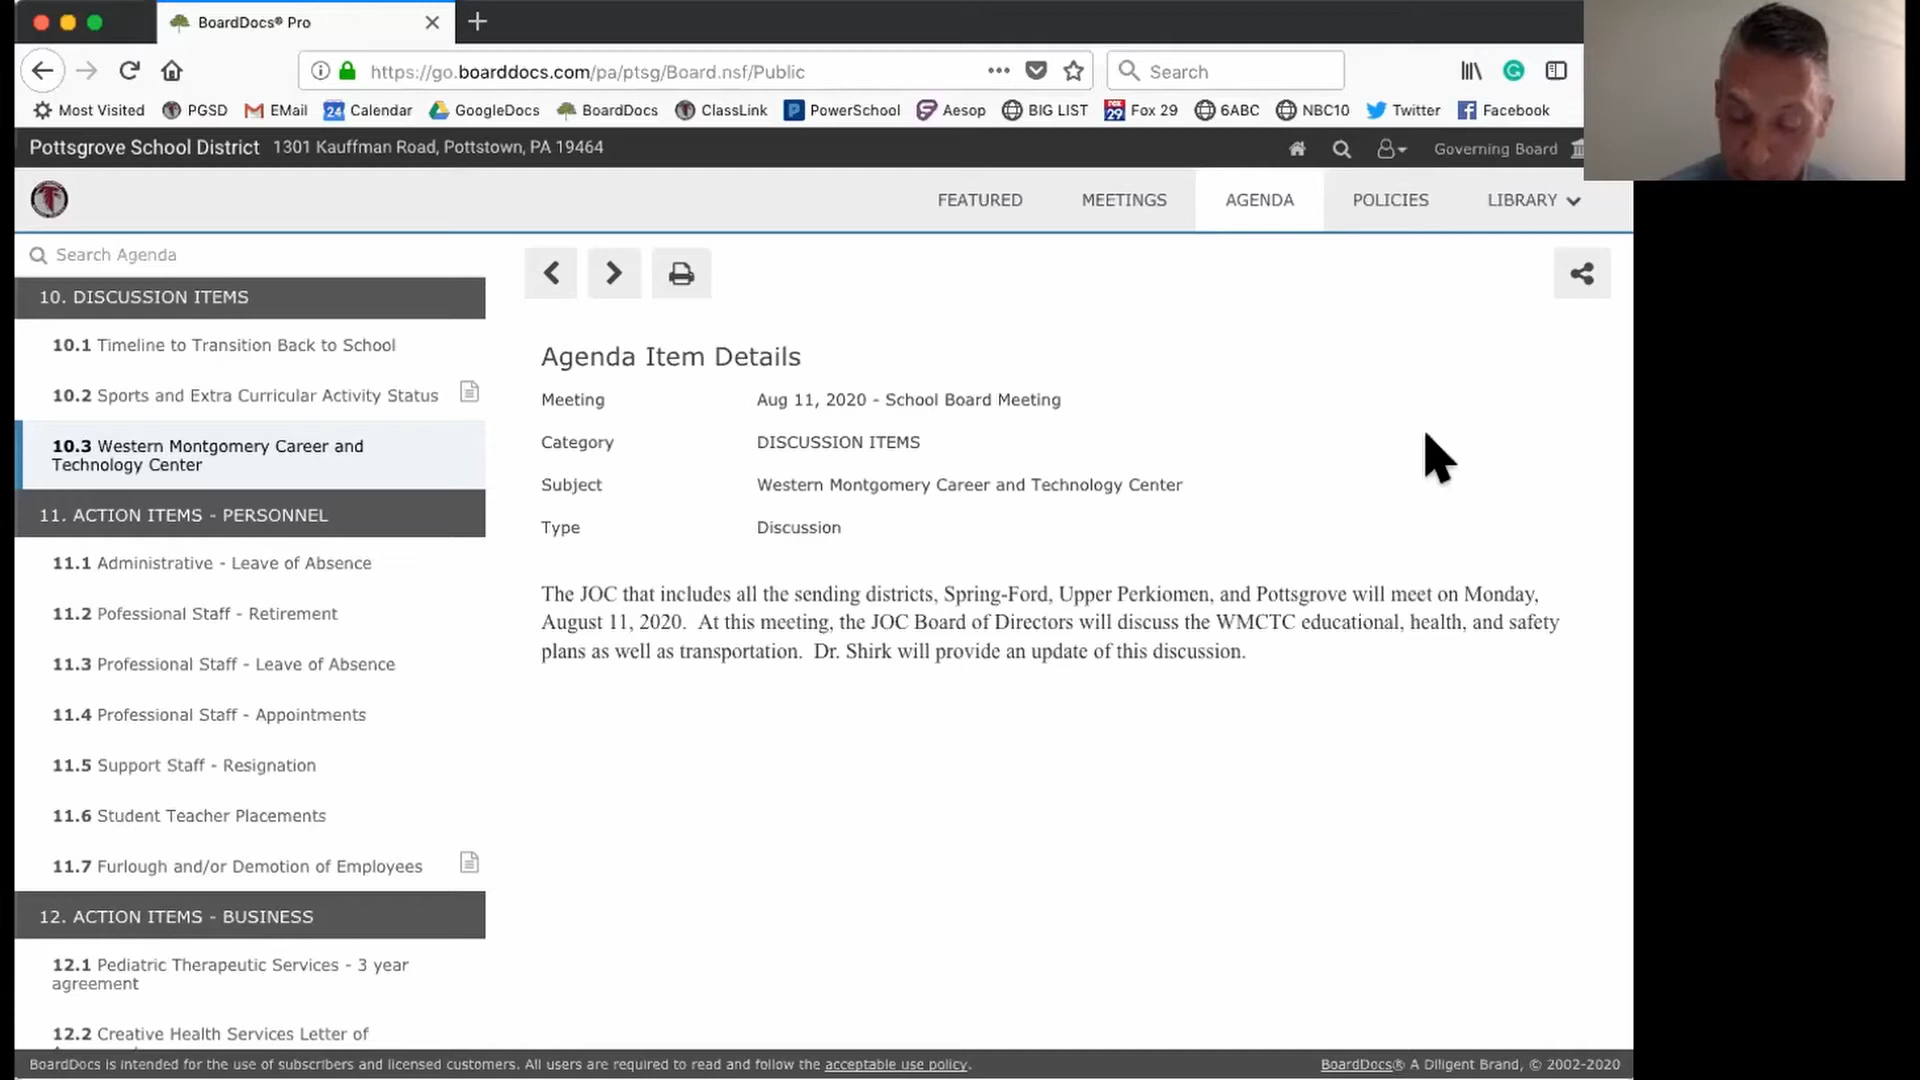 BoardDocs® Pro
https://go.boarddocs.com/pa/ptsg/Board.nsf/Public
Search
Most Visited PGSD EMail 24 Calendar GoogleDocs BoardDocs ClassLink PowerSchool Aesop BIG LIST FOX 29 Fox 29 6ABC NBC10 Twitter Facebook
Pottsgrove School District 1301 Kauffman Road, Pottstown, PA 19464
Governing Board
FEATURED MEETINGS AGENDA POLICIES LIBRARY
Search Agenda
10. DISCUSSION ITEMS
10.1 Timeline to Transition Back to School
10.2 Sports and Extra Curricular Activity Status
10.3 Western Montgomery Career and
Technology Center
11. ACTION ITEMS - PERSONNEL
11.1 Administrative - Leave of Absence
11.2 Pofessional Staff - Retirement
11.3 Professional Staff - Leave of Absence
11.4 Professional Staff - Appointments
11.5 Support Staff - Resignation
11.6 Student Teacher Placements
11.7 Furlough and/or Demotion of Employees
12. ACTION ITEMS - BUSINESS
12.1 Pediatric Therapeutic Services - 3 year
agreement
12.2 Creative Health Services Letter of
Agenda Item Details
Meeting Aug 11, 2020 - School Board Meeting
Category DISCUSSION ITEMS
Subject Western Montgomery Career and Technology Center
Type Discussion
The JOC that includes all the sending districts, Spring-Ford, Upper Perkiomen, and Pottsgrove will meet on Monday,
August 11, 2020.  At this meeting, the JOC Board of Directors will discuss the WMCTC educational, health, and safety
plans as well as transportation.  Dr. Shirk will provide an update of this discussion.
BoardDocs is intended for the use of subscribers and licensed customers. All users are required to read and follow the acceptable use policy.
BoardDocs® A Diligent Brand, © 2002-2020